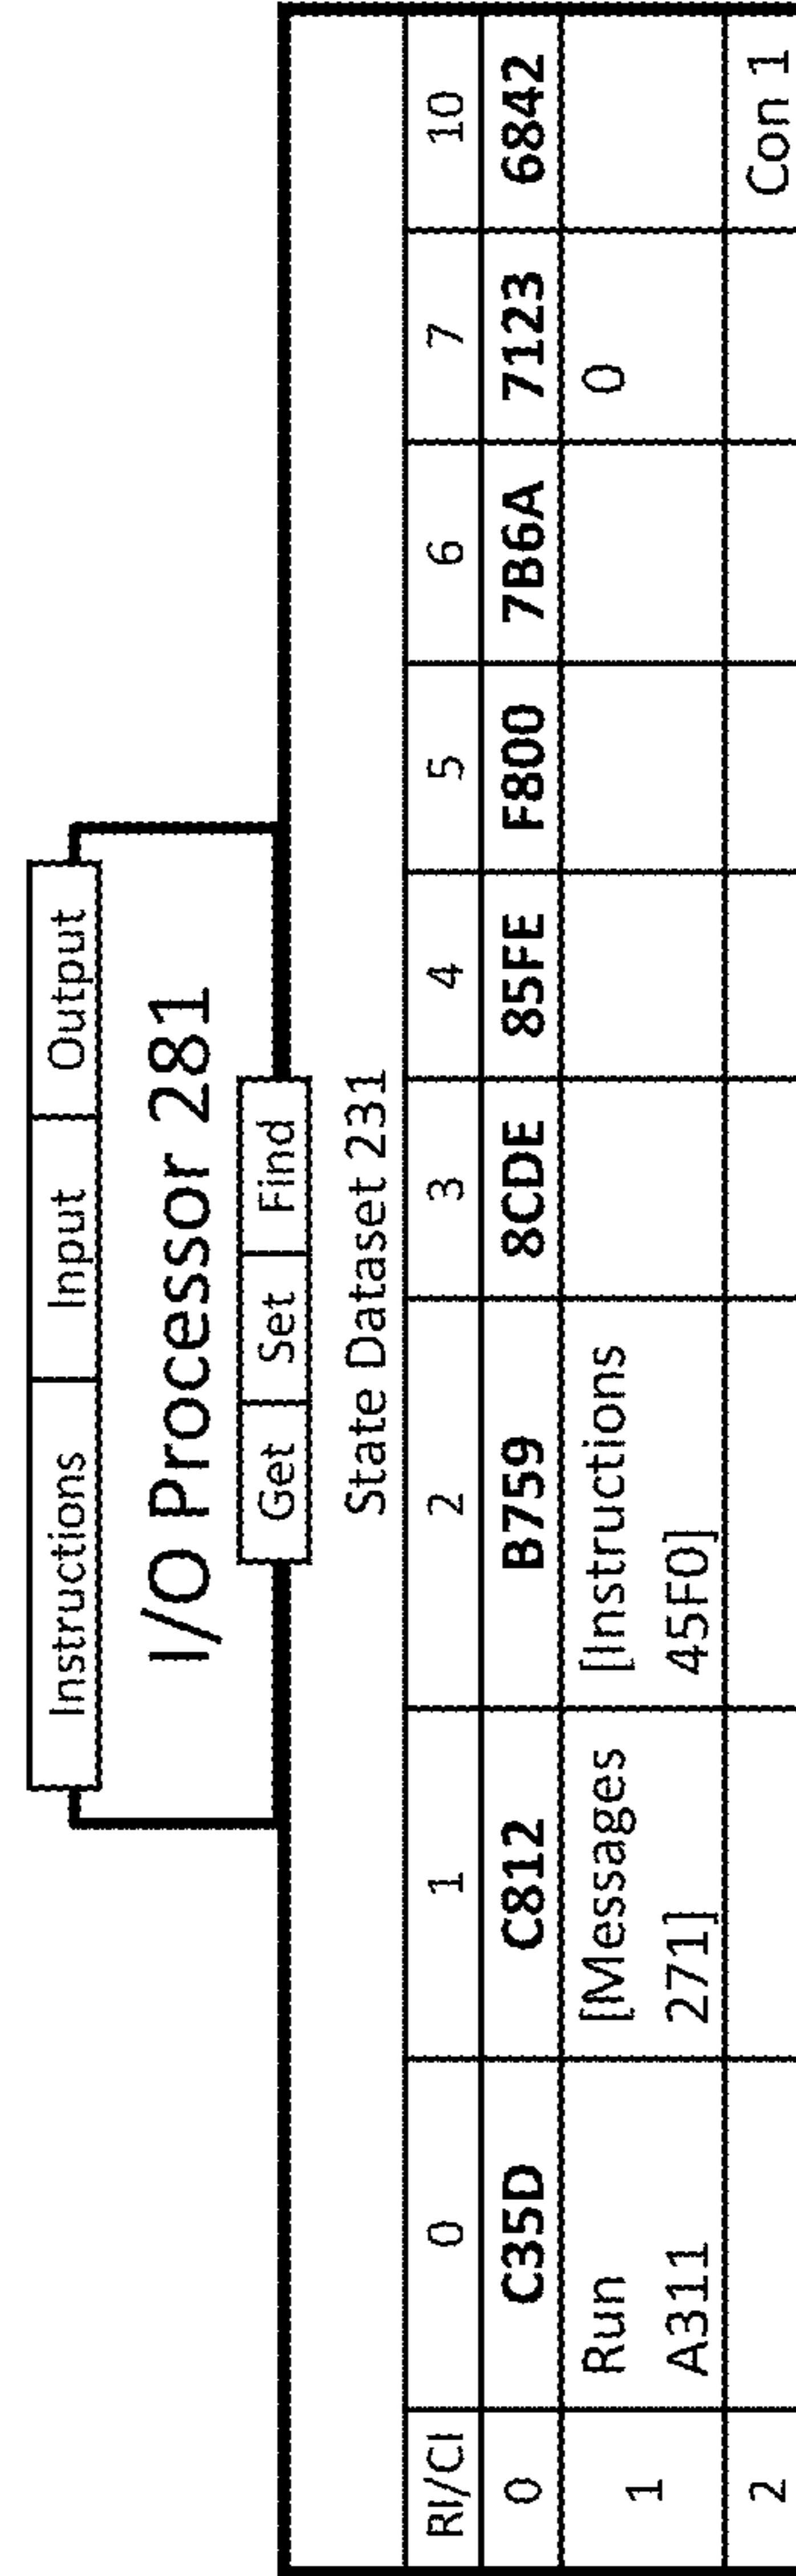 Instructions Input Output
I/O Processor 281
Get Set Find
State Dataset 231
RI/CI 0 1 2 3 4 5 6 7 10
0 C35D C812 B759 8CDE 85FE F800 7B6A 7123 6842
1 Run A311 [Messages 271] [Instructions 45F0] 0
2 Con 1